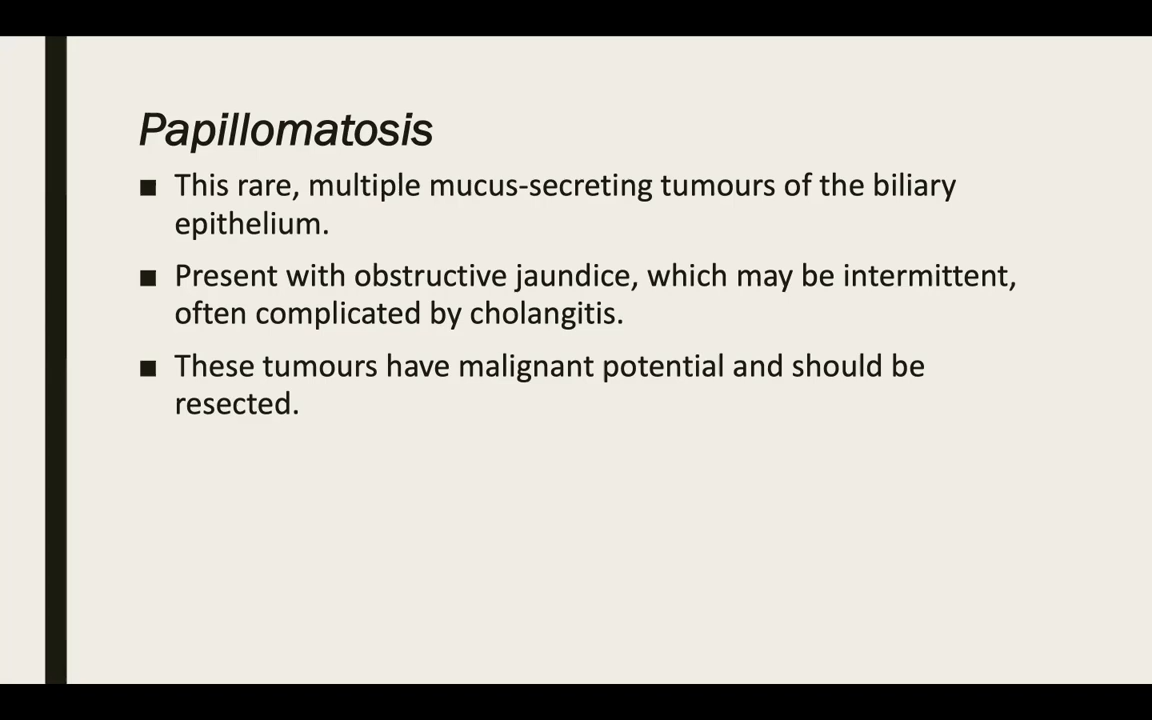 Papillomatosis
■ This rare, multiple mucus-secreting tumours of the biliary
epithelium.
■ Present with obstructive jaundice, which may be intermittent,
often complicated by cholangitis.
■ These tumours have malignant potential and should be
resected.